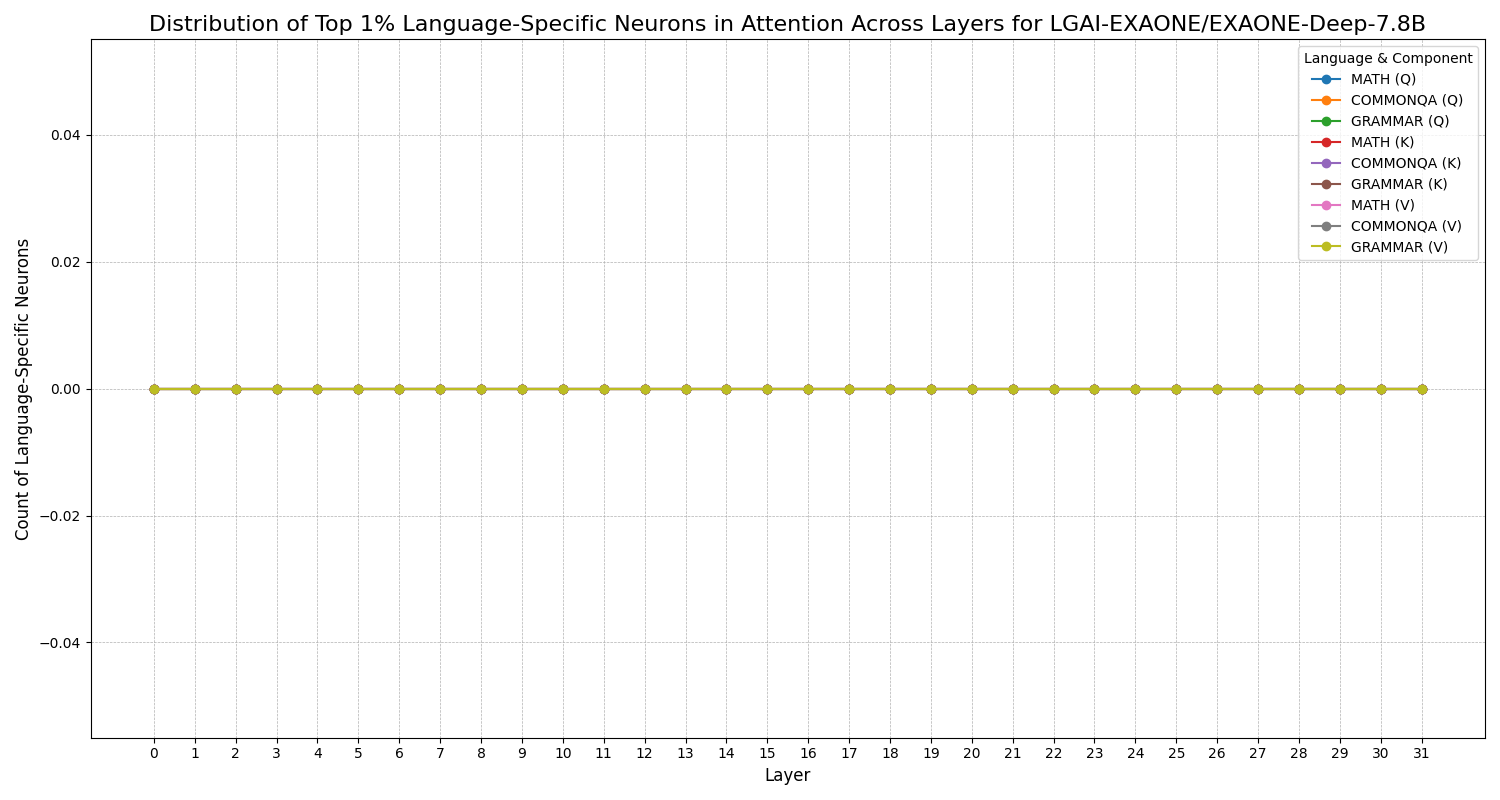 Distribution of Top 1% Language-Specific Neurons in Attention Across Layers for LGAI-EXAONE/EXAONE-Deep-7.8B
Language & Component
MATH (Q)
COMMONQA (Q)
GRAMMAR (Q)
MATH (K)
COMMONQA (K)
GRAMMAR (K)
MATH (V)
COMMONQA (V)
GRAMMAR (V)
Count of Language-Specific Neurons
0.04
0.02
0.00
−0.02
−0.04
0 1 2 3 4 5 6 7 8 9 10 11 12 13 14 15 16 17 18 19 20 21 22 23 24 25 26 27 28 29 30 31
Layer